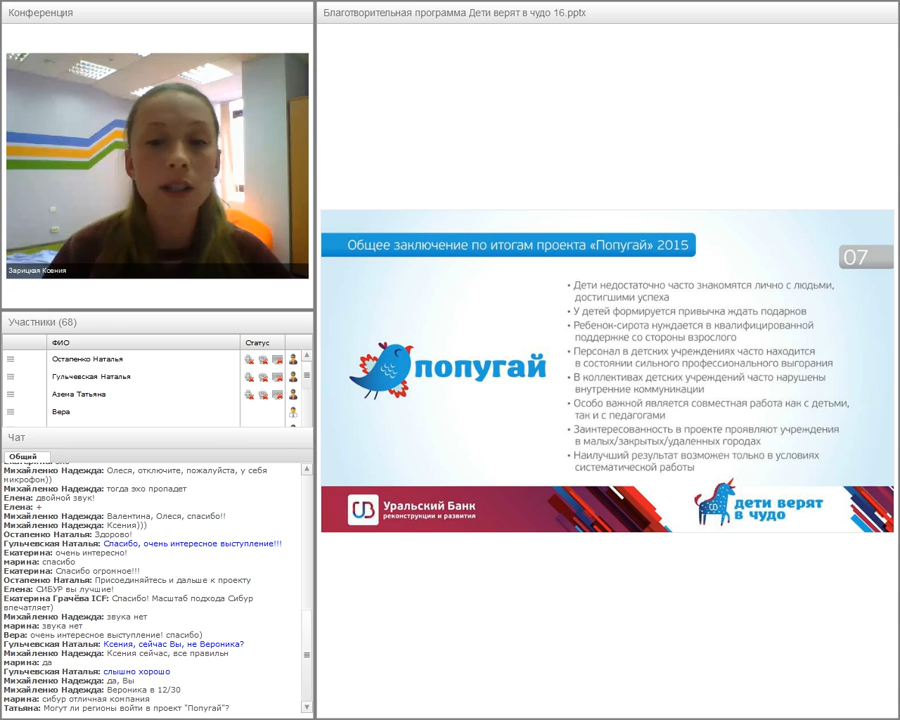 Конференция
Зарицкая Ксения
Участники (68)
ФИО
Статус
Остапенко Наталья
Гульчевская Наталья
Азема Татьяна
Вера
Чат
Общий
Михайленко Надежда: Олеся, отключите, пожалуйста, у себя
микрофон))
Михайленко Надежда: тогда эхо пропадет
Елена: двойной звук!
Елена: +
Михайленко Надежда: Валентина, Олеся, спасибо!!
Михайленко Надежда: Ксения)))
Остапенко Наталья: Здорово!
Гульчевская Наталья: Спасибо, очень интересное выступление!!!
Екатерина: очень интересно!
марина: спасибо
Екатерина: Спасибо огромное!!!
Остапенко Наталья: Присоединяйтесь и дальше к проекту
Елена: СИБУР вы лучшие!
Екатерина Грачёва ICF: Спасибо! Масштаб подхода Сибур
впечатляет)
Михайленко Надежда: звука нет
марина: звука нет
Вера: очень интересное выступление! спасибо)
Гульчевская Наталья: Ксения, сейчас Вы, не Вероника?
Михайленко Надежда: Ксения сейчас, все правильн
марина: да
Гульчевская Наталья: слышно хорошо
Михайленко Надежда: да, Вы
Михайленко Надежда: Вероника в 12/30
марина: сибур отличная компания
Татьяна: Могут ли регионы войти в проект "Попугай"?
Благотворительная программа Дети верят в чудо 16.pptx
Общее заключение по итогам проекта «Попугай» 2015
07
попугай
• Дети недостаточно часто знакомятся лично с людьми,
достигшими успеха
• У детей формируется привычка ждать подарков
• Ребенок-сирота нуждается в квалифицированной
поддержке со стороны взрослого
• Персонал в детских учреждениях часто находится
в состоянии сильного профессионального выгорания
• В коллективах детских учреждений часто нарушены
внутренние коммуникации
• Особо важной является совместная работа как с детьми,
так и с педагогами
• Заинтересованность в проекте проявляют учреждения
в малых/закрытых/удаленных городах
• Наилучший результат возможен только в условиях
систематической работы
Уральский Банк
реконструкции и развития
дети верят
в чудо